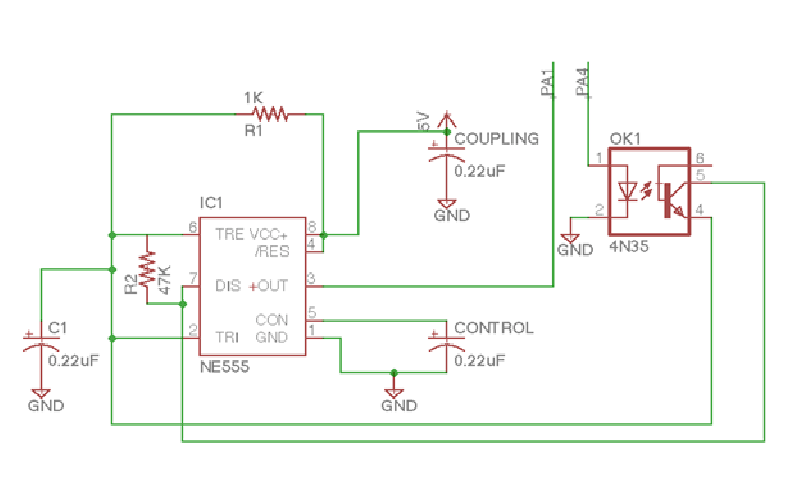 1K
R1
5V
COUPLING
+
0.22uF
GND
PA1
PA4
OK1
1
2
6
5
4
GND
4N35
IC1
6 TRE VCC+ 8
/RES 4
7 DIS +OUT 3
CON 5
2 TRI GND 1
NE555
R2
47K
C1
+
0.22uF
GND
CONTROL
+
0.22uF
GND